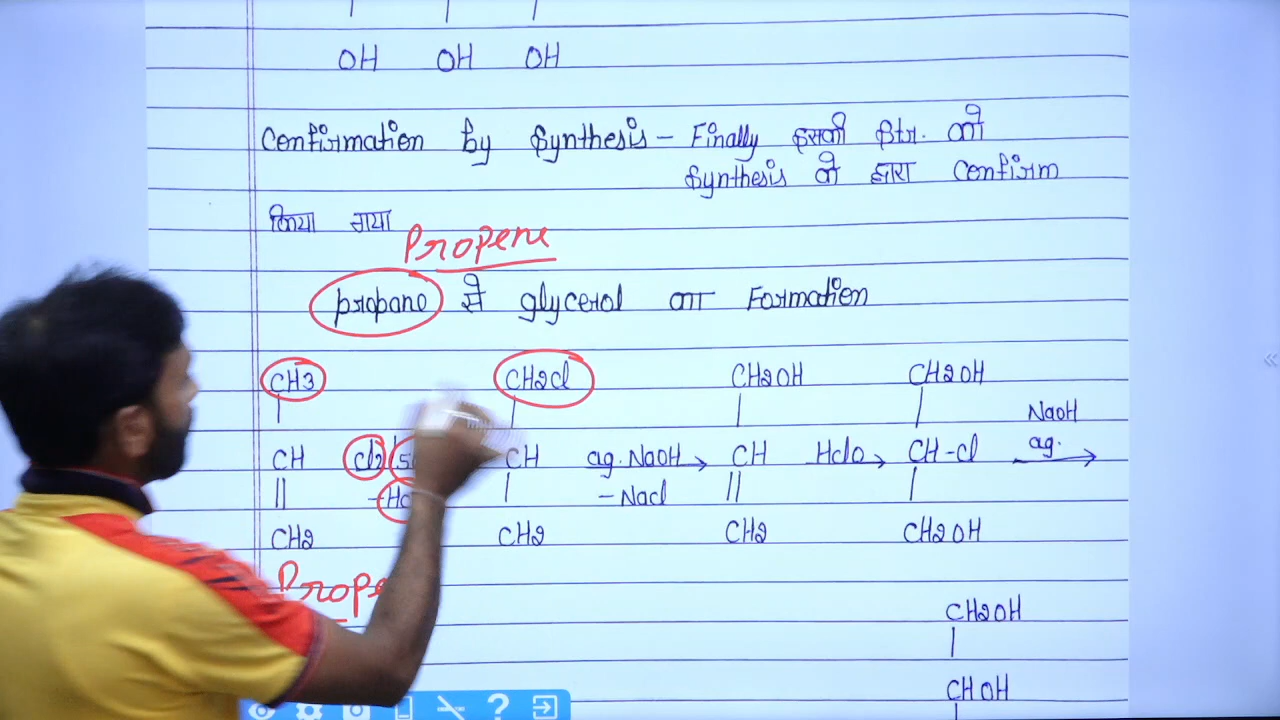 OH OH OH
Confirmation by Synthesis - Finally इसकी Str. को
Synthesis के द्वारा Confirm
किया गया
Propene
propane से glycerol का Formation
CH3 CH2Cl CH2OH CH2OH
NaOH
CH Cl2 CH aq. NaOH CH HClO CH-Cl aq.
- NaCl
CH2 CH2 CH2 CH2OH
CH2OH
CHOH